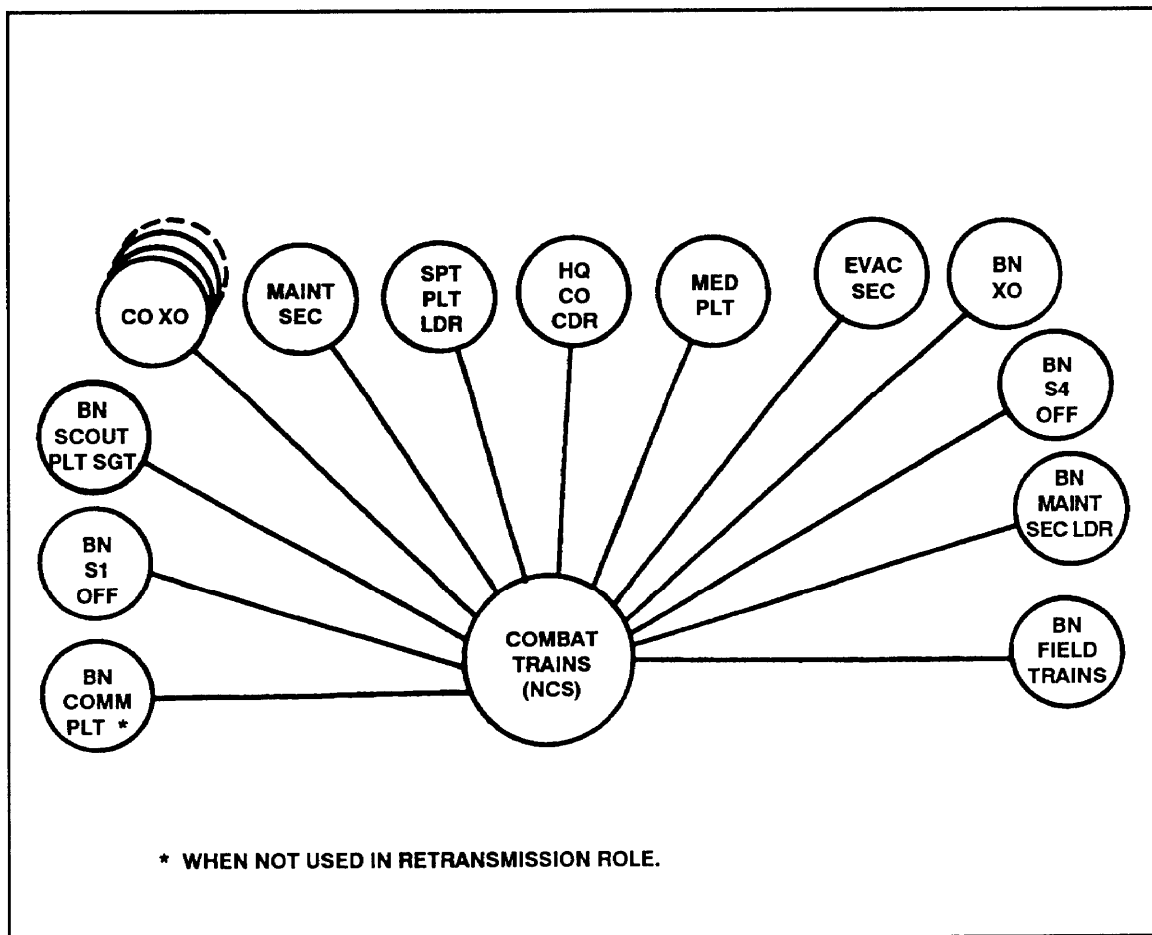 CO XO
MAINT
SEC
SPT
PLT
LDR
HQ
CO
CDR
MED
PLT
EVAC
SEC
BN
XO
BN
S4
OFF
BN
SCOUT
PLT SGT
BN
MAINT
SEC LDR
BN
S1
OFF
BN
FIELD
TRAINS
BN
COMM
PLT *
COMBAT
TRAINS
(NCS)
* WHEN NOT USED IN RETRANSMISSION ROLE.